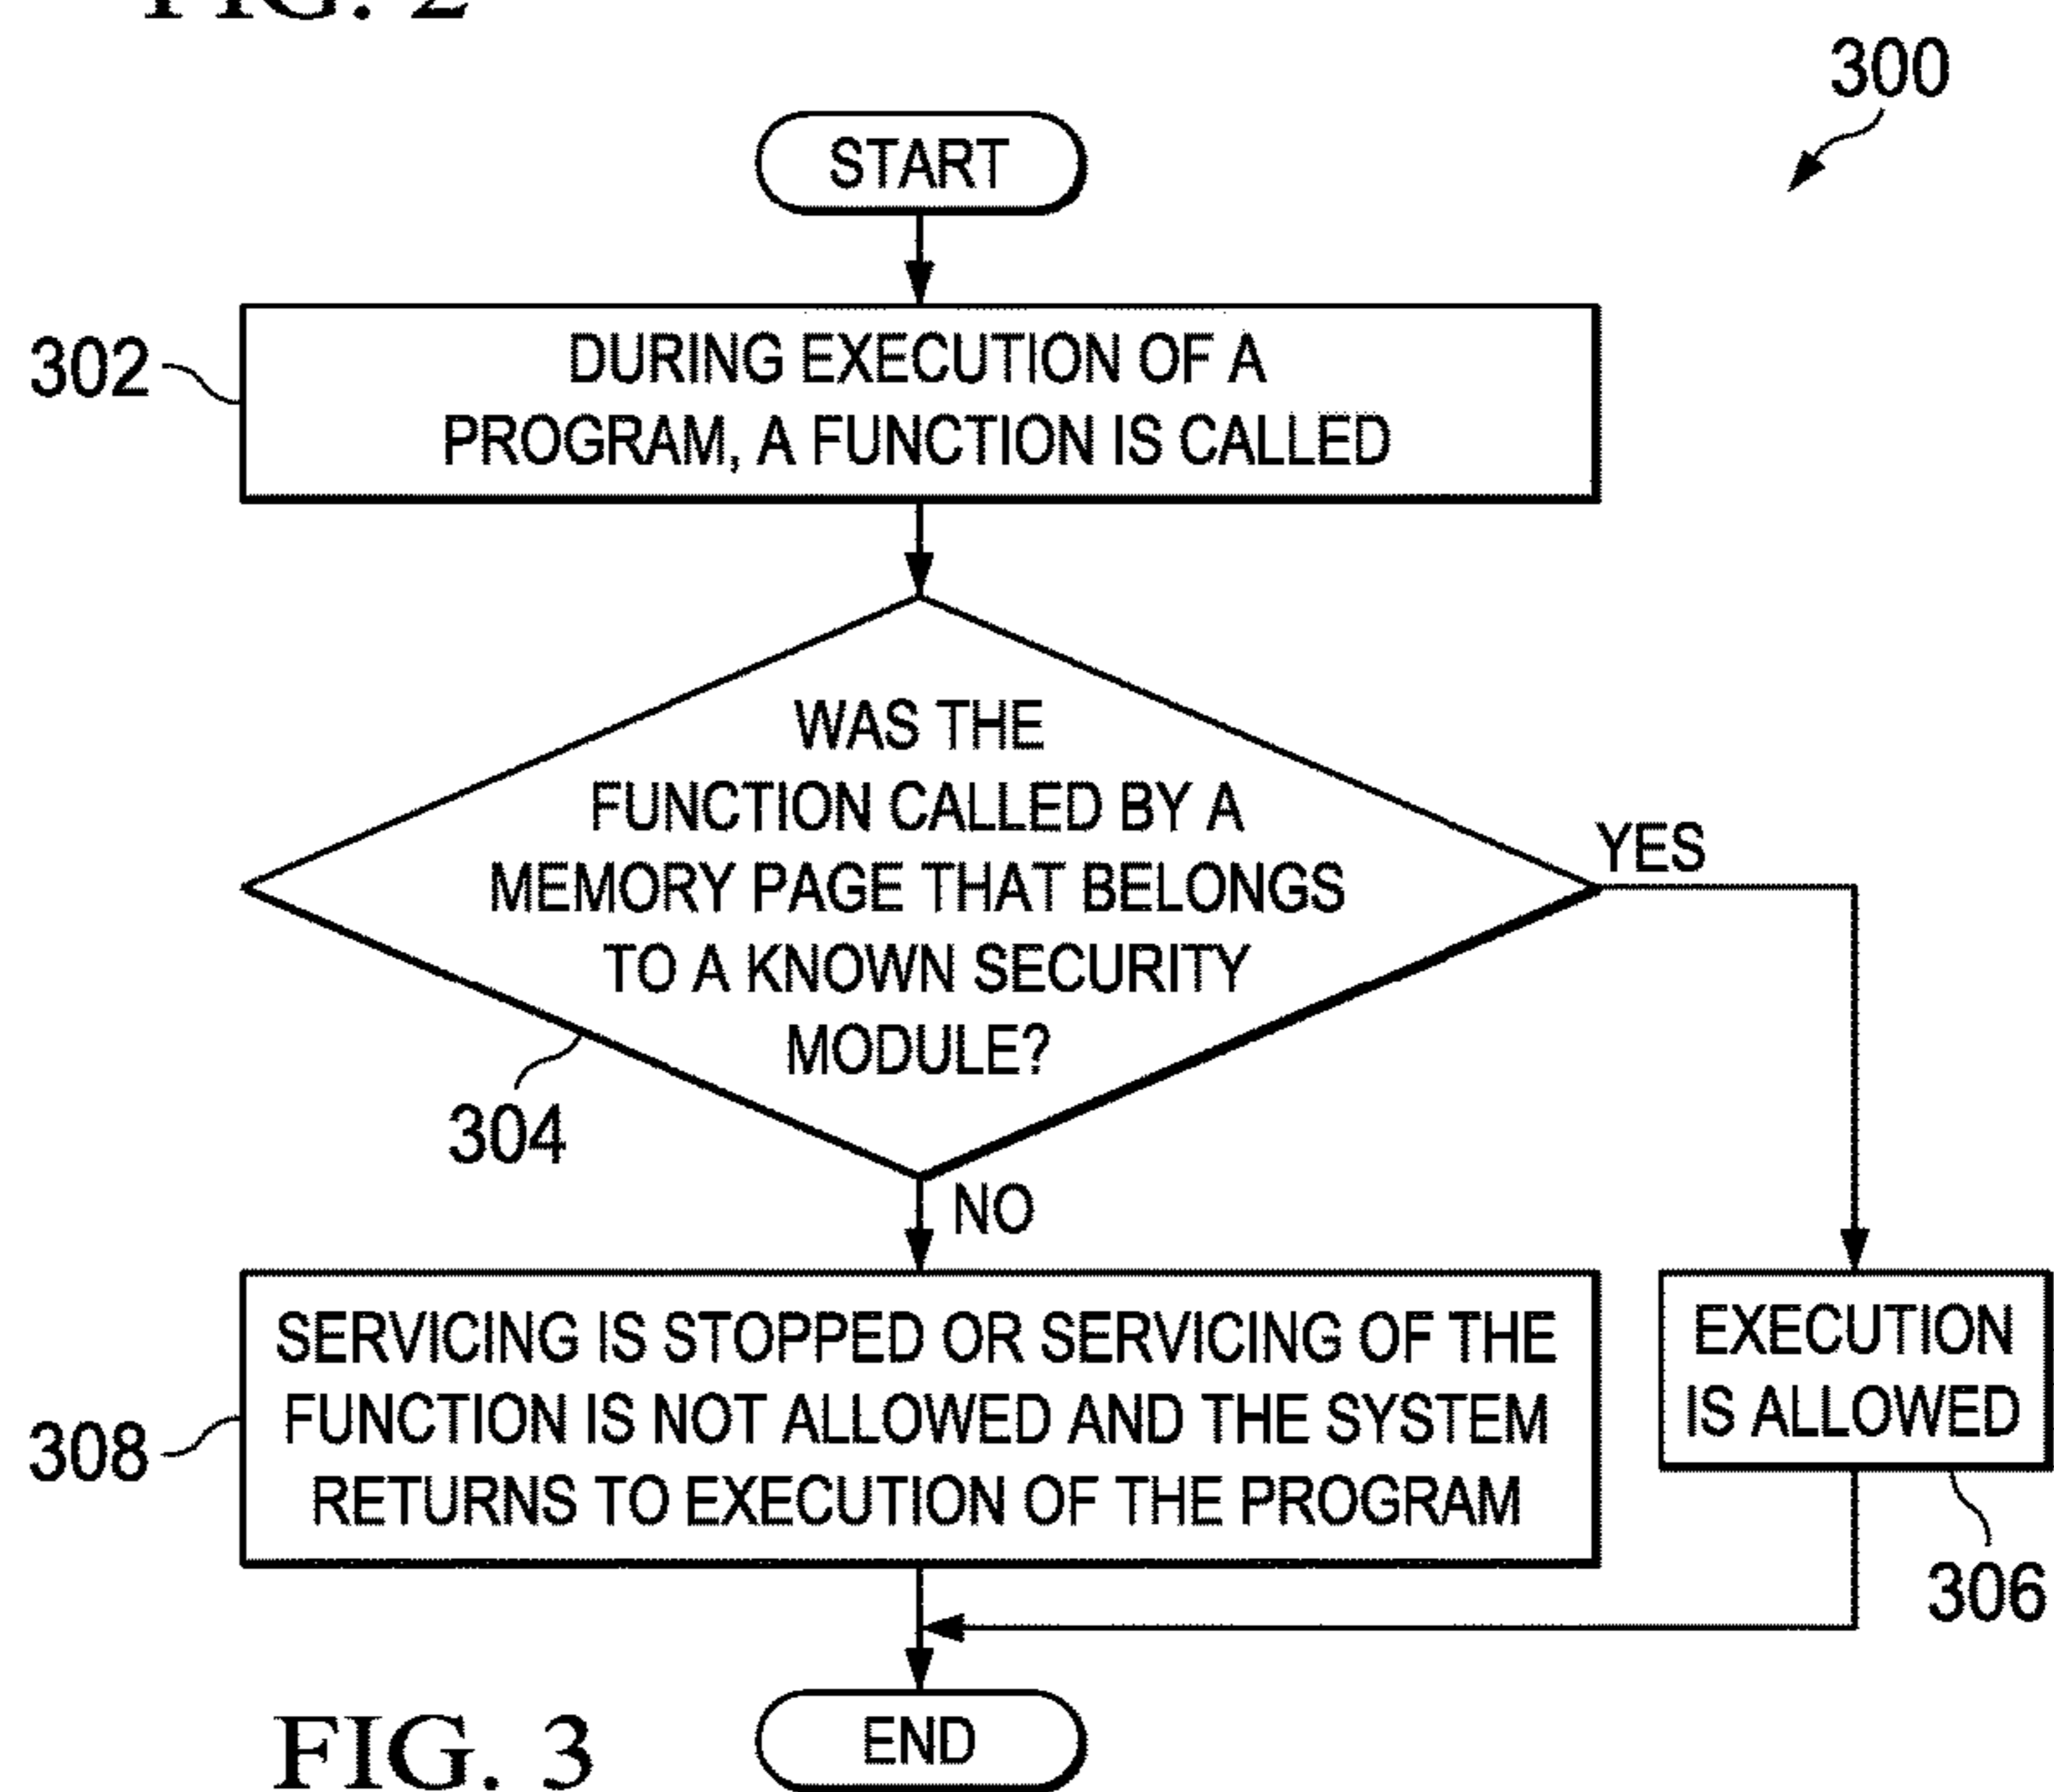 FIG. 2
300
START
302
DURING EXECUTION OF A
PROGRAM, A FUNCTION IS CALLED
WAS THE
FUNCTION CALLED BY A
MEMORY PAGE THAT BELONGS
TO A KNOWN SECURITY
MODULE?
YES
304
NO
308
SERVICING IS STOPPED OR SERVICING OF THE
FUNCTION IS NOT ALLOWED AND THE SYSTEM
RETURNS TO EXECUTION OF THE PROGRAM
EXECUTION
IS ALLOWED
306
END
FIG. 3